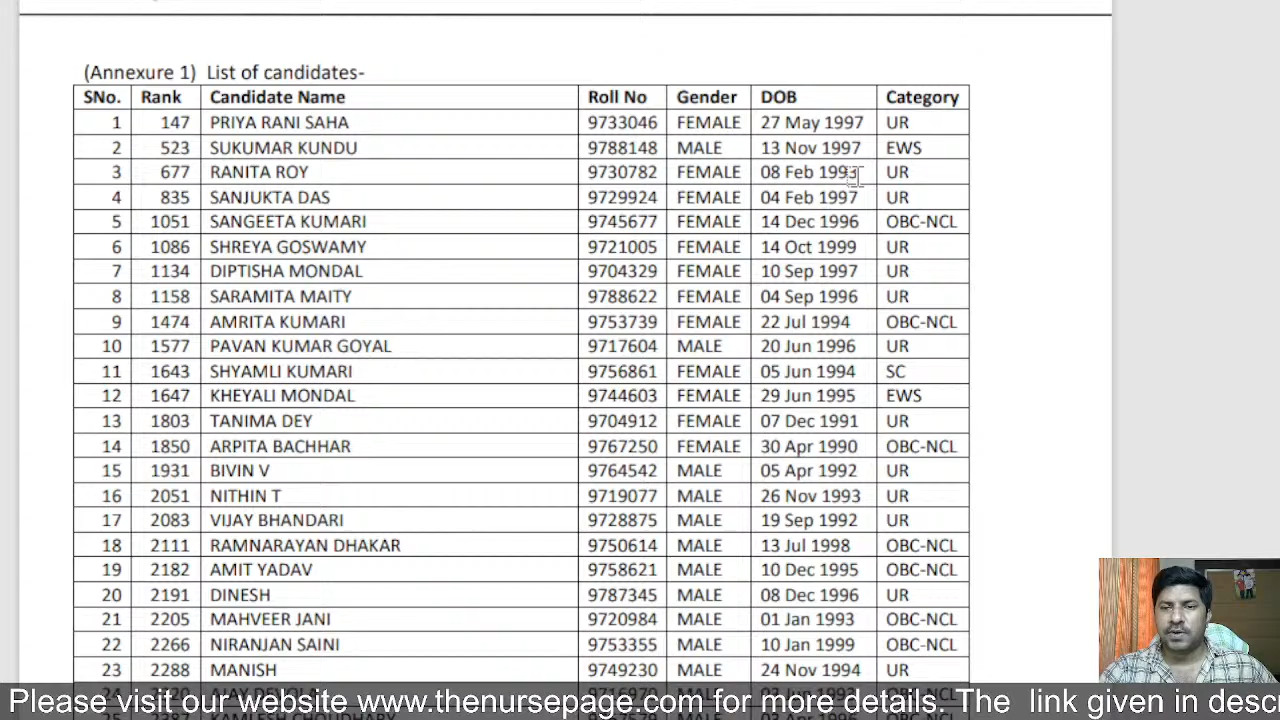 (Annexure 1) List of candidates-
SNo. Rank Candidate Name Roll No Gender DOB Category
1 147 PRIYA RANI SAHA 9733046 FEMALE 27 May 1997 UR
2 523 SUKUMAR KUNDU 9788148 MALE 13 Nov 1997 EWS
3 677 RANITA ROY 9730782 FEMALE 08 Feb 1993 UR
4 835 SANJUKTA DAS 9729924 FEMALE 04 Feb 1997 UR
5 1051 SANGEETA KUMARI 9745677 FEMALE 14 Dec 1996 OBC-NCL
6 1086 SHREYA GOSWAMY 9721005 FEMALE 14 Oct 1999 UR
7 1134 DIPTISHA MONDAL 9704329 FEMALE 10 Sep 1997 UR
8 1158 SARAMITA MAITY 9788622 FEMALE 04 Sep 1996 UR
9 1474 AMRITA KUMARI 9753739 FEMALE 22 Jul 1994 OBC-NCL
10 1577 PAVAN KUMAR GOYAL 9717604 MALE 20 Jun 1996 UR
11 1643 SHYAMLI KUMARI 9756861 FEMALE 05 Jun 1994 SC
12 1647 KHEYALI MONDAL 9744603 FEMALE 29 Jun 1995 EWS
13 1803 TANIMA DEY 9704912 FEMALE 07 Dec 1991 UR
14 1850 ARPITA BACHHAR 9767250 FEMALE 30 Apr 1990 OBC-NCL
15 1931 BIVIN V 9764542 MALE 05 Apr 1992 UR
16 2051 NITHIN T 9719077 MALE 26 Nov 1993 UR
17 2083 VIJAY BHANDARI 9728875 MALE 19 Sep 1992 UR
18 2111 RAMNARAYAN DHAKAR 9750614 MALE 13 Jul 1998 OBC-NCL
19 2182 AMIT YADAV 9758621 MALE 10 Dec 1995 OBC-NCL
20 2191 DINESH 9787345 MALE 08 Dec 1996 UR
21 2205 MAHVEER JANI 9720984 MALE 01 Jan 1993 OBC-NCL
22 2266 NIRANJAN SAINI 9753355 MALE 10 Jan 1999 OBC-NCL
23 2288 MANISH 9749230 MALE 24 Nov 1994 UR
Please visit our website www.thenursepage.com for more details. The link given in desc